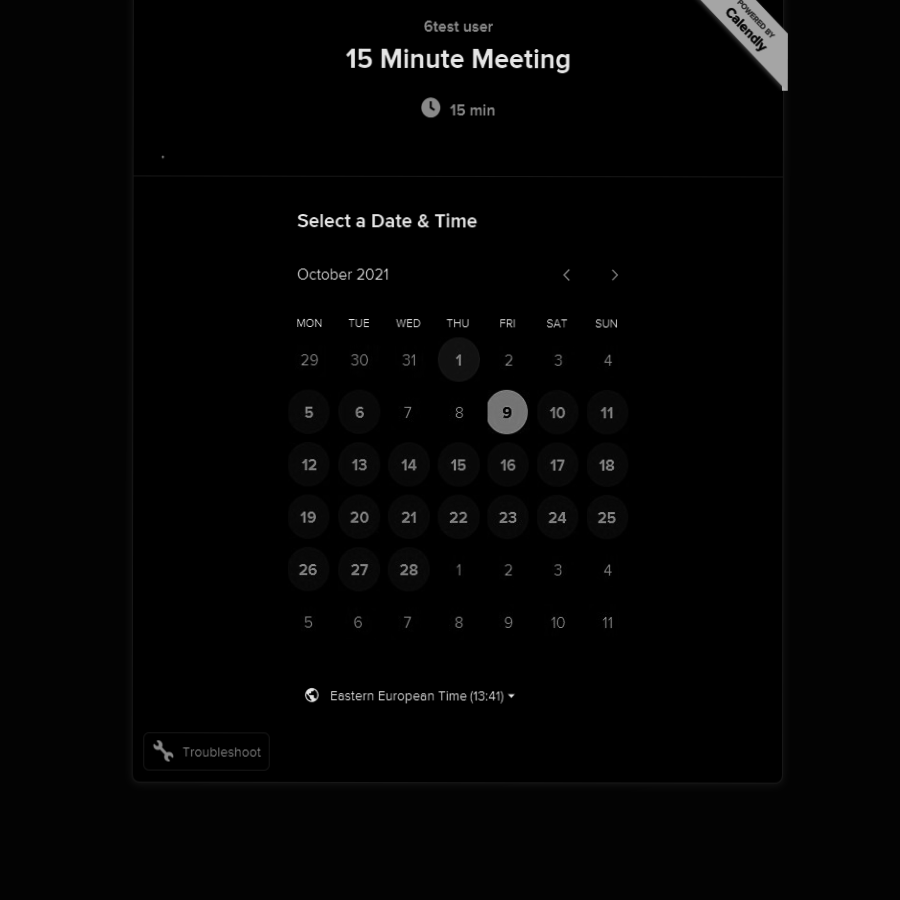 POWERED BY
Calendly
6test user
15 Minute Meeting
15 min
Select a Date & Time
October 2021
MON TUE WED THU FRI SAT SUN
29 30 31 1 2 3 4
5 6 7 8 9 10 11
12 13 14 15 16 17 18
19 20 21 22 23 24 25
26 27 28 1 2 3 4
5 6 7 8 9 10 11
Eastern European Time (13:41)
Troubleshoot